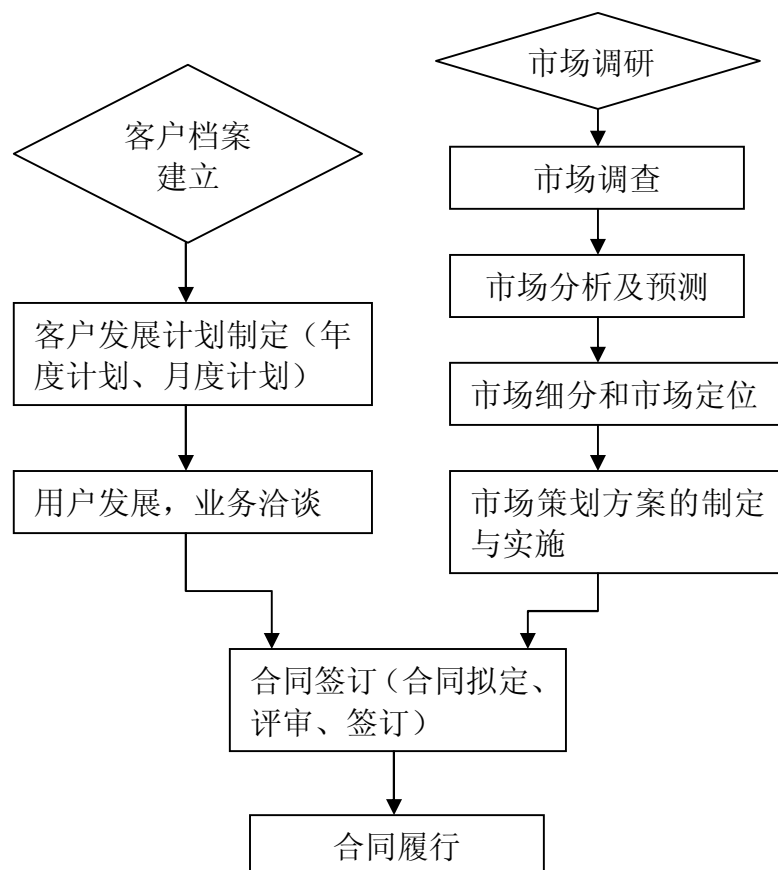 市场调研
客户档案
建立
市场调查
市场分析及预测
客户发展计划制定（年
度计划、月度计划）
市场细分和市场定位
用户发展，业务洽谈
市场策划方案的制定
与实施
合同签订（合同拟定、
评审、签订）
合同履行